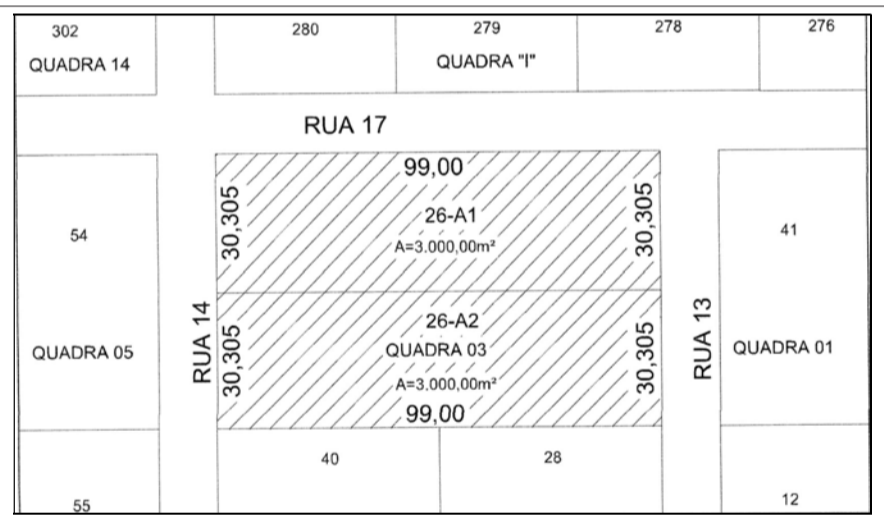 302
280
279
278
276
QUADRA 14
QUADRA "I"
RUA 17
99,00
30,305
30,305
26-A1
A=3.000,00m²
54
41
RUA 14
RUA 13
26-A2
QUADRA 03
QUADRA 05
QUADRA 01
30,305
30,305
A=3.000,00m²
99,00
40
28
55
12